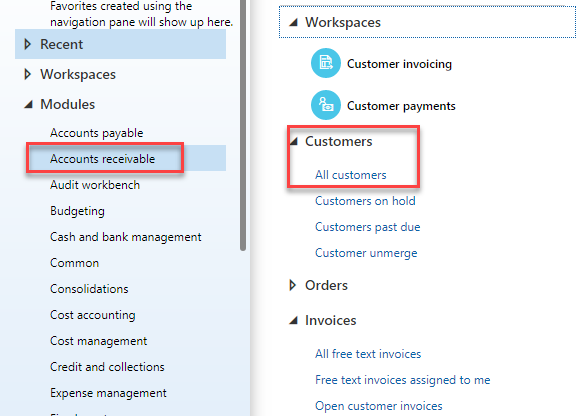 Favorites created using the
navigation pane will show up here.
Recent
Workspaces
Modules
Accounts payable
Accounts receivable
Audit workbench
Budgeting
Cash and bank management
Common
Consolidations
Cost accounting
Cost management
Credit and collections
Expense management
Workspaces
Customer invoicing
Customer payments
Customers
All customers
Customers on hold
Customers past due
Customer unmerge
Orders
Invoices
All free text invoices
Free text invoices assigned to me
Open customer invoices